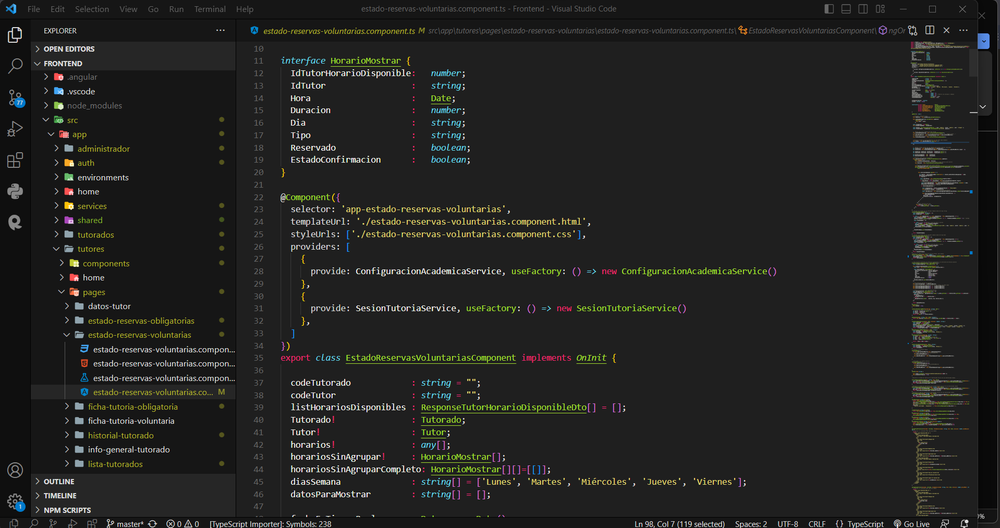 File Edit Selection View Go Run Terminal Help
estado-reservas-voluntarias.component.ts - Frontend - Visual Studio Code
EXPLORER
OPEN EDITORS
FRONTEND
.angular
.vscode
node_modules
src
app
administrador
auth
environments
home
services
shared
tutorados
tutores
components
home
pages
datos-tutor
estado-reservas-obligatorias
estado-reservas-voluntarias
estado-reservas-voluntarias.compon...
estado-reservas-voluntarias.compon...
estado-reservas-voluntarias.compon...
estado-reservas-voluntarias.co... M
ficha-tutoria-obligatoria
ficha-tutoria-voluntaria
historial-tutorado
info-general-tutorado
lista-tutorados
OUTLINE
TIMELINE
NPM SCRIPTS
77
1
estado-reservas-voluntarias.component.ts M src\app\tutores\pages\estado-reservas-voluntarias\estado-reservas-voluntarias.component.ts\ EstadoReservasVoluntariasComponent\ ngOr
10
11 interface HorarioMostrar {
12 IdTutorHorarioDisponible: number;
13 IdTutor : string;
14 Hora : Date;
15 Duracion : number;
16 Dia : string;
17 Tipo : string;
18 Reservado : boolean;
19 EstadoConfirmacion : boolean;
20 }
21
22 @Component({
23 selector: 'app-estado-reservas-voluntarias',
24 templateUrl: './estado-reservas-voluntarias.component.html',
25 styleUrls: ['./estado-reservas-voluntarias.component.css'],
26 providers: [
27 {
28 provide: ConfiguracionAcademicaService, useFactory: () => new ConfiguracionAcademicaService()
29 },
30 {
31 provide: SesionTutoriaService, useFactory: () => new SesionTutoriaService()
32 },
33 ]
34 })
35 export class EstadoReservasVoluntariasComponent implements OnInit {
36
37 codeTutorado : string = "";
38 codeTutor : string = "";
39 listHorariosDisponibles : ResponseTutorHorarioDisponibleDto[] = [];
40 Tutorado! : Tutorado;
41 Tutor! : Tutor;
42 horarios! : any[];
43 horariosSinAgrupar! : HorarioMostrar[];
44 horariosSinAgruparCompleto: HorarioMostrar[][]=[[]];
45 diasSemana : string[] = ['Lunes', 'Martes', 'Miércoles', 'Jueves', 'Viernes'];
46 datosParaMostrar : string[] = [];
47
master* 0 0 [TypeScript Importer]: Symbols: 238 Ln 98, Col 7 (119 selected) Spaces: 2 UTF-8 CRLF {} TypeScript Go Live